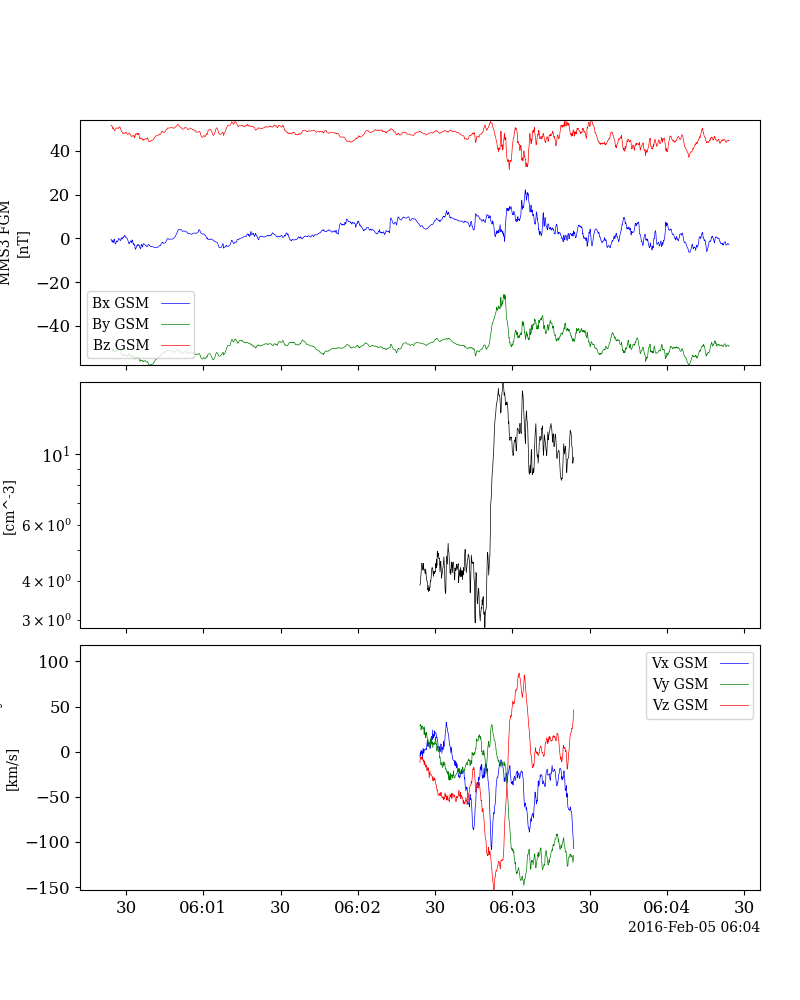 40
20
0
−20
−40
MMS3 FGM
[nT]
Bx GSM
By GSM
Bz GSM
10¹
6 × 10⁰
4 × 10⁰
3 × 10⁰
[cm^-3]
100
50
0
−50
−100
−150
[km/s]
Vx GSM
Vy GSM
Vz GSM
30 06:01 30 06:02 30 06:03 30 06:04 30
2016-Feb-05 06:04